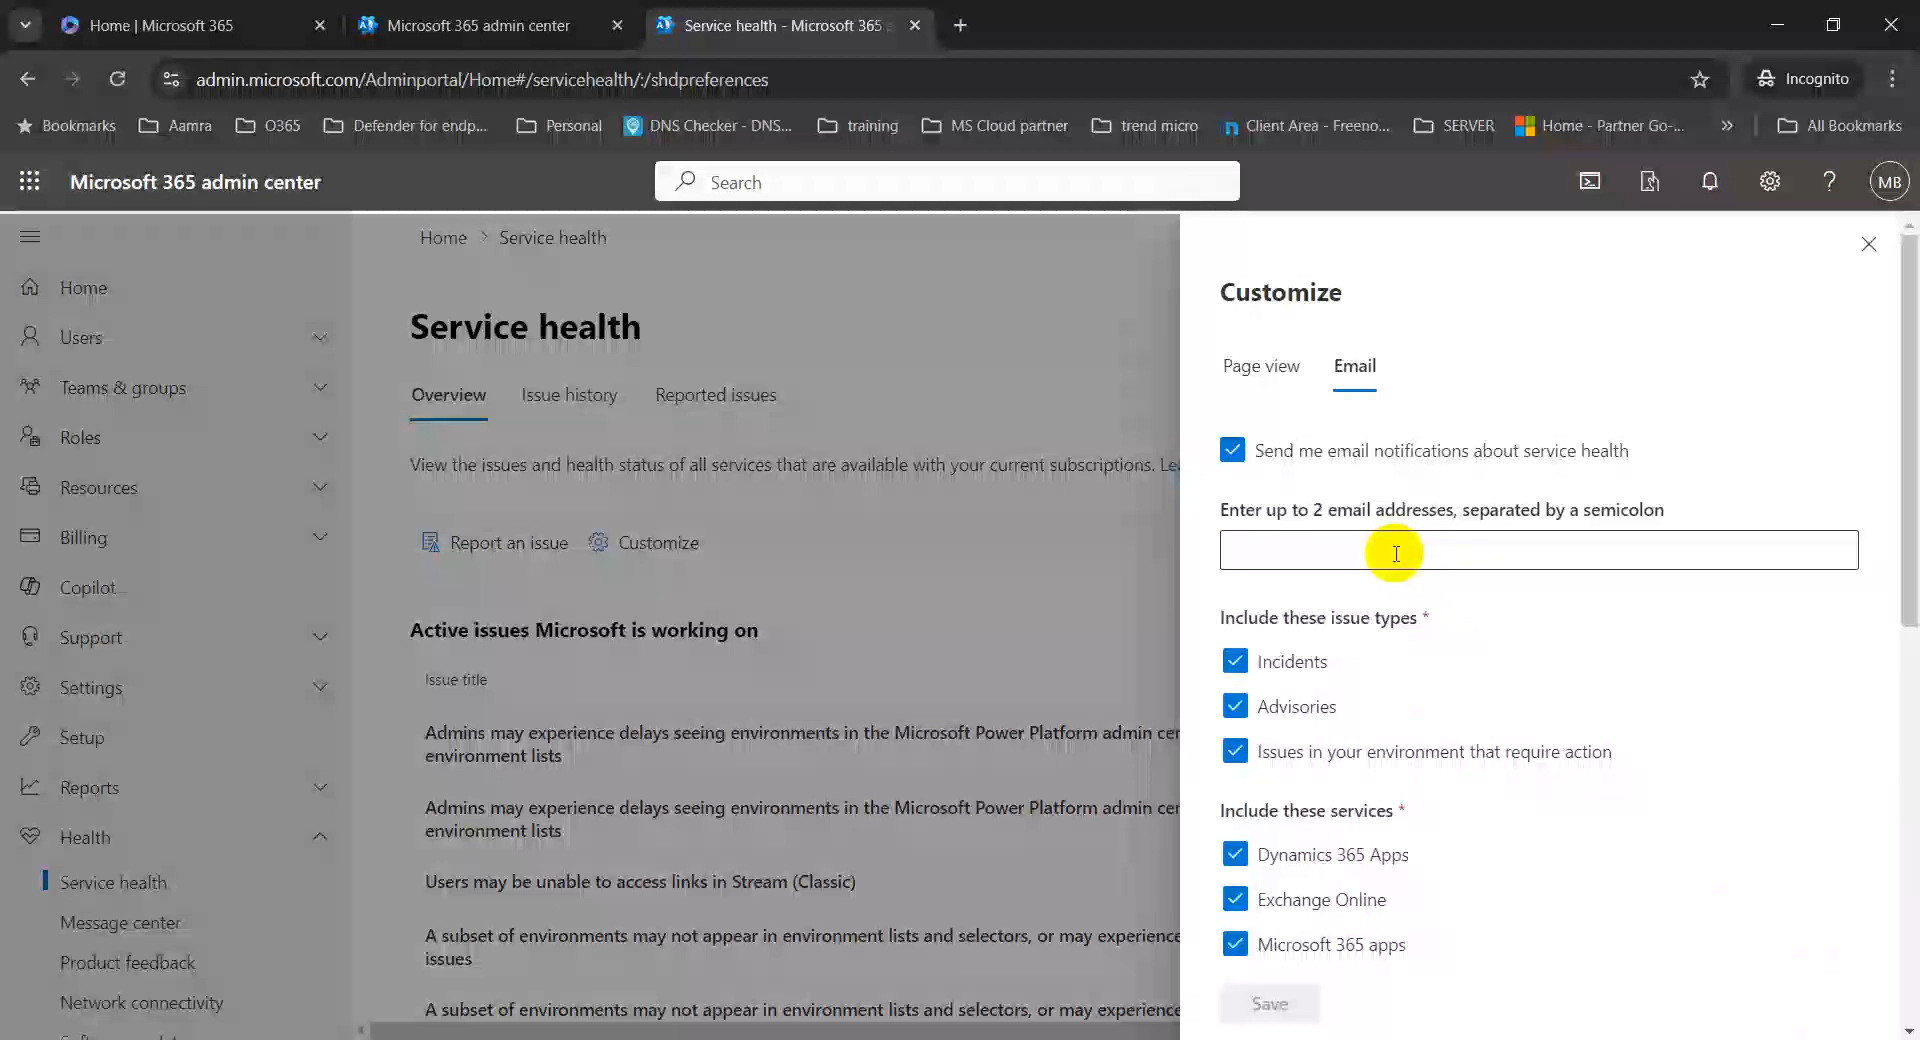 Home | Microsoft 365
Microsoft 365 admin center
Service health - Microsoft 365 a
admin.microsoft.com/Adminportal/Home#/servicehealth/:/shdpreferences
Incognito
Bookmarks
Aamra
O365
Defender for endp...
Personal
DNS Checker - DNS...
training
MS Cloud partner
trend micro
Client Area - Freeno...
SERVER
Home - Partner Go-...
All Bookmarks
Microsoft 365 admin center
Search
MB
Home
Users
Teams & groups
Roles
Resources
Billing
Copilot
Support
Settings
Setup
Reports
Health
Service health
Message center
Product feedback
Network connectivity
Home > Service health
Service health
Overview
Issue history
Reported issues
View the issues and health status of all services that are available with your current subscriptions. Le
Report an issue
Customize
Active issues Microsoft is working on
Issue title
Admins may experience delays seeing environments in the Microsoft Power Platform admin cer
environment lists
Admins may experience delays seeing environments in the Microsoft Power Platform admin cer
environment lists
Users may be unable to access links in Stream (Classic)
A subset of environments may not appear in environment lists and selectors, or may experience
issues
A subset of environments may not appear in environment lists and selectors, or may experience
Customize
Page view
Email
Send me email notifications about service health
Enter up to 2 email addresses, separated by a semicolon
Include these issue types *
Incidents
Advisories
Issues in your environment that require action
Include these services *
Dynamics 365 Apps
Exchange Online
Microsoft 365 apps
Save